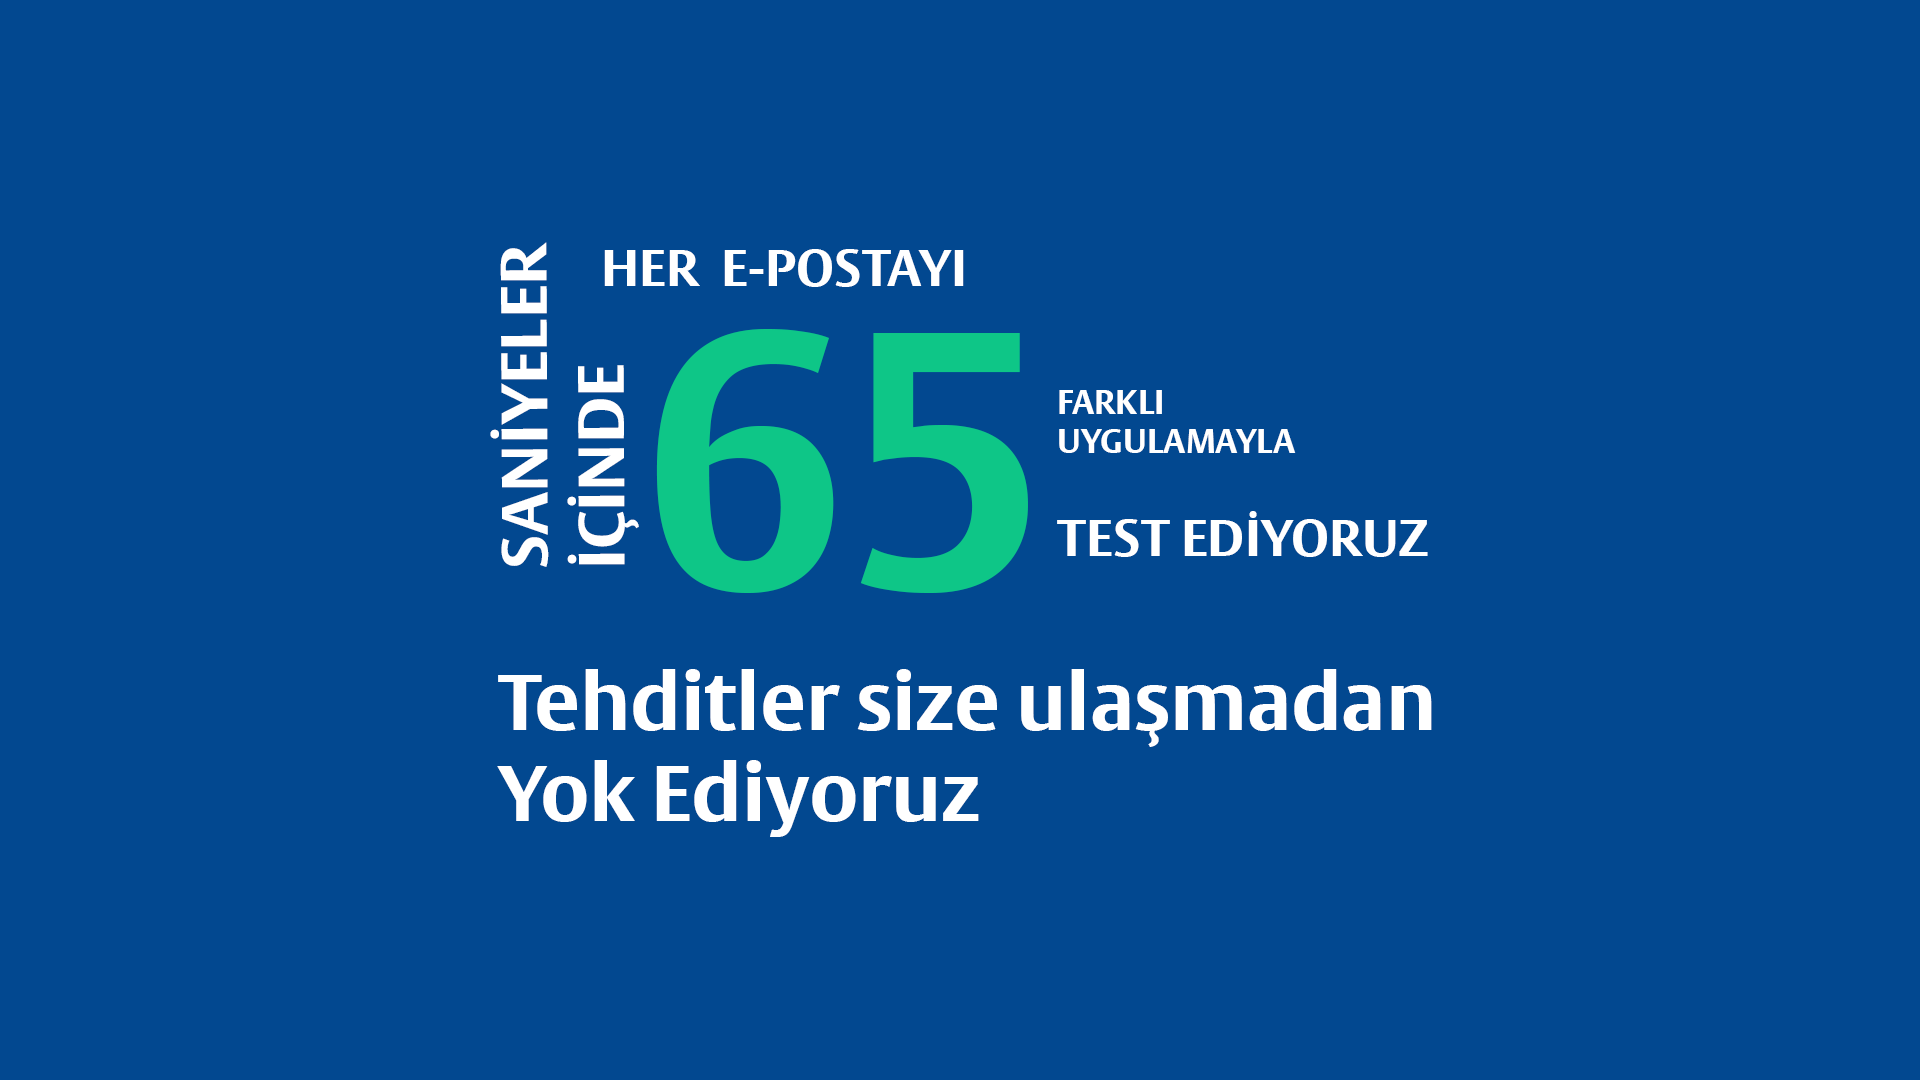 SANİYELER
İÇİNDE
HER E-POSTAYI
65
FARKLI
UYGULAMAYLA
TEST EDİYORUZ
Tehditler size ulaşmadan
Yok Ediyoruz